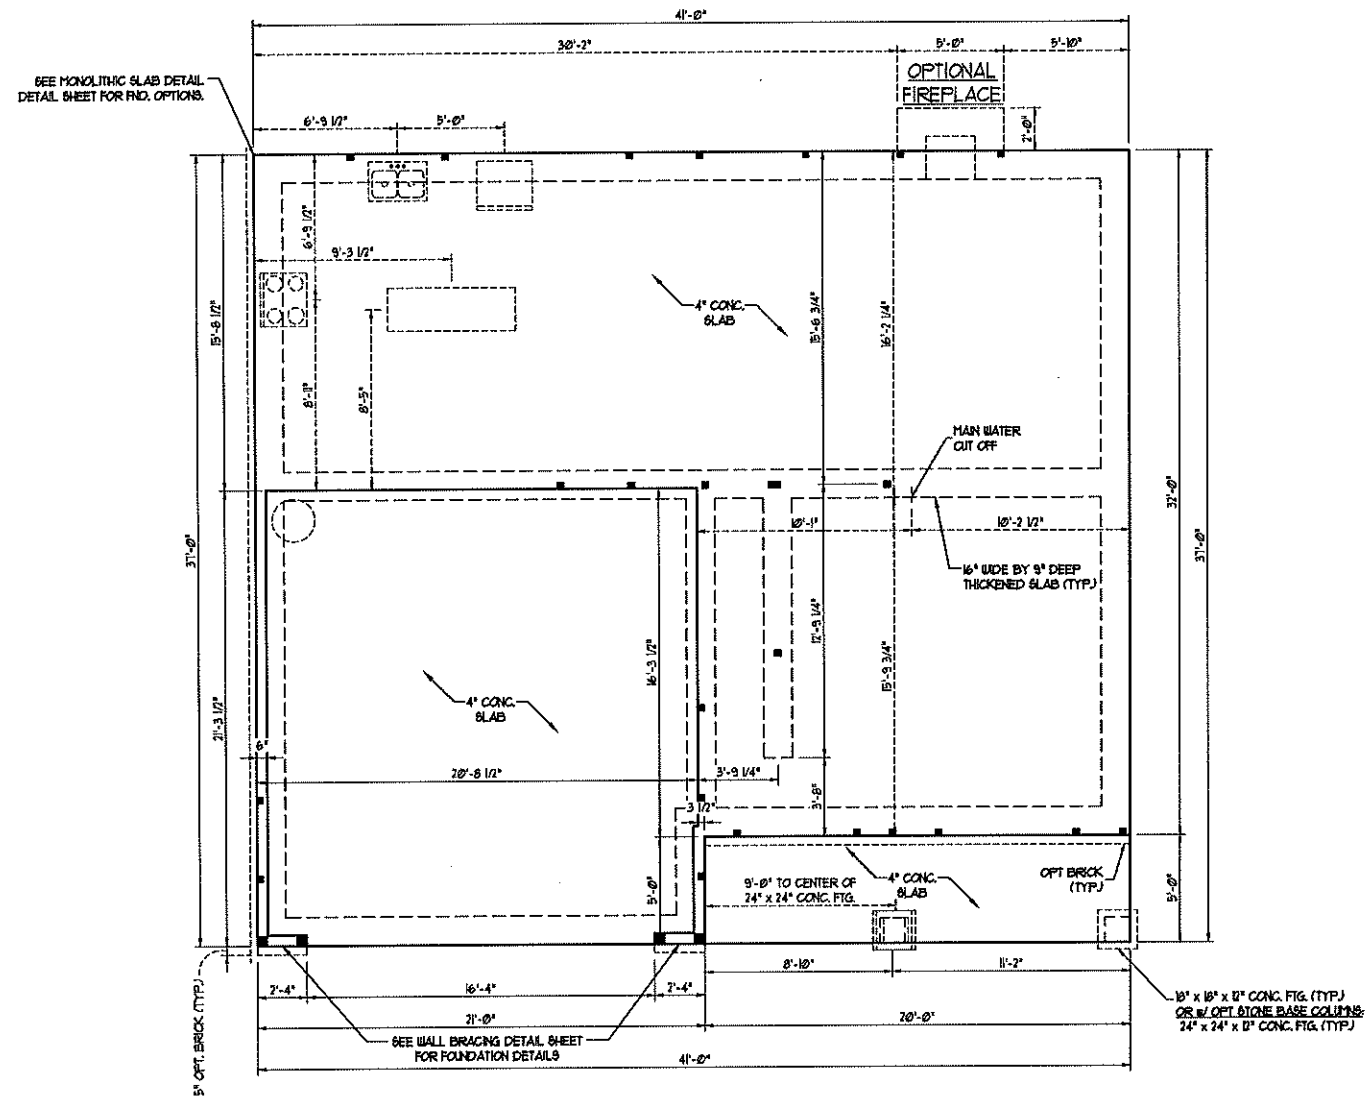 41'-0"
30'-2"
5'-0"
5'-10"
SEE MONOLITHIC SLAB DETAIL
DETAIL SHEET FOR FND. OPTIONS.
OPTIONAL
FIREPLACE
6'-9 1/2"
5'-0"
2'-0"
6'-9 1/2"
9'-3 1/2"
4" CONC.
SLAB
15'-8 1/2"
15'-6 3/4"
16'-2 1/4"
8'-11"
8'-5"
MAIN WATER
CUT OFF
32'-0"
37'-0"
37'-0"
10'-1"
10'-2 1/2"
16" WIDE BY 9" DEEP
THICKENED SLAB (TYP.)
12'-9 1/4"
15'-9 3/4"
16'-3 1/2"
21'-3 1/2"
4" CONC.
SLAB
6"
20'-8 1/2"
3'-9 1/4"
3'-8"
3 1/2"
9'-0" TO CENTER OF
24" x 24" CONC. FTG.
4" CONC.
SLAB
OPT BRICK
(TYP.)
5'-0"
5'-0"
8'-10"
11'-2"
5" OPT. BRICK (TYP.)
2'-4"
16'-4"
2'-4"
18" x 18" x 12" CONC. FTG. (TYP.)
OR w/ OPT STONE BASE COLUMNS:
24" x 24" x 12" CONC. FTG. (TYP.)
21'-0"
20'-0"
SEE WALL BRACING DETAIL SHEET
FOR FOUNDATION DETAILS
41'-0"